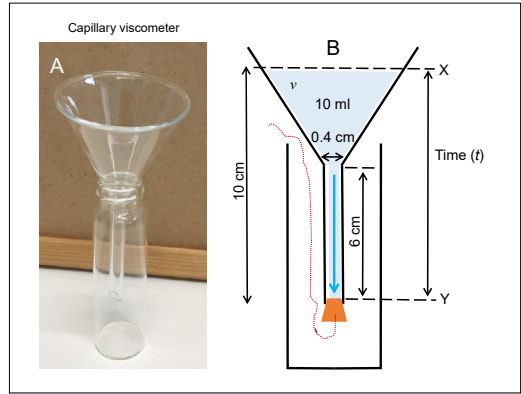 Capillary viscometer
A
B
X
v
10 ml
0.4 cm
Time (t)
10 cm
6 cm
Y